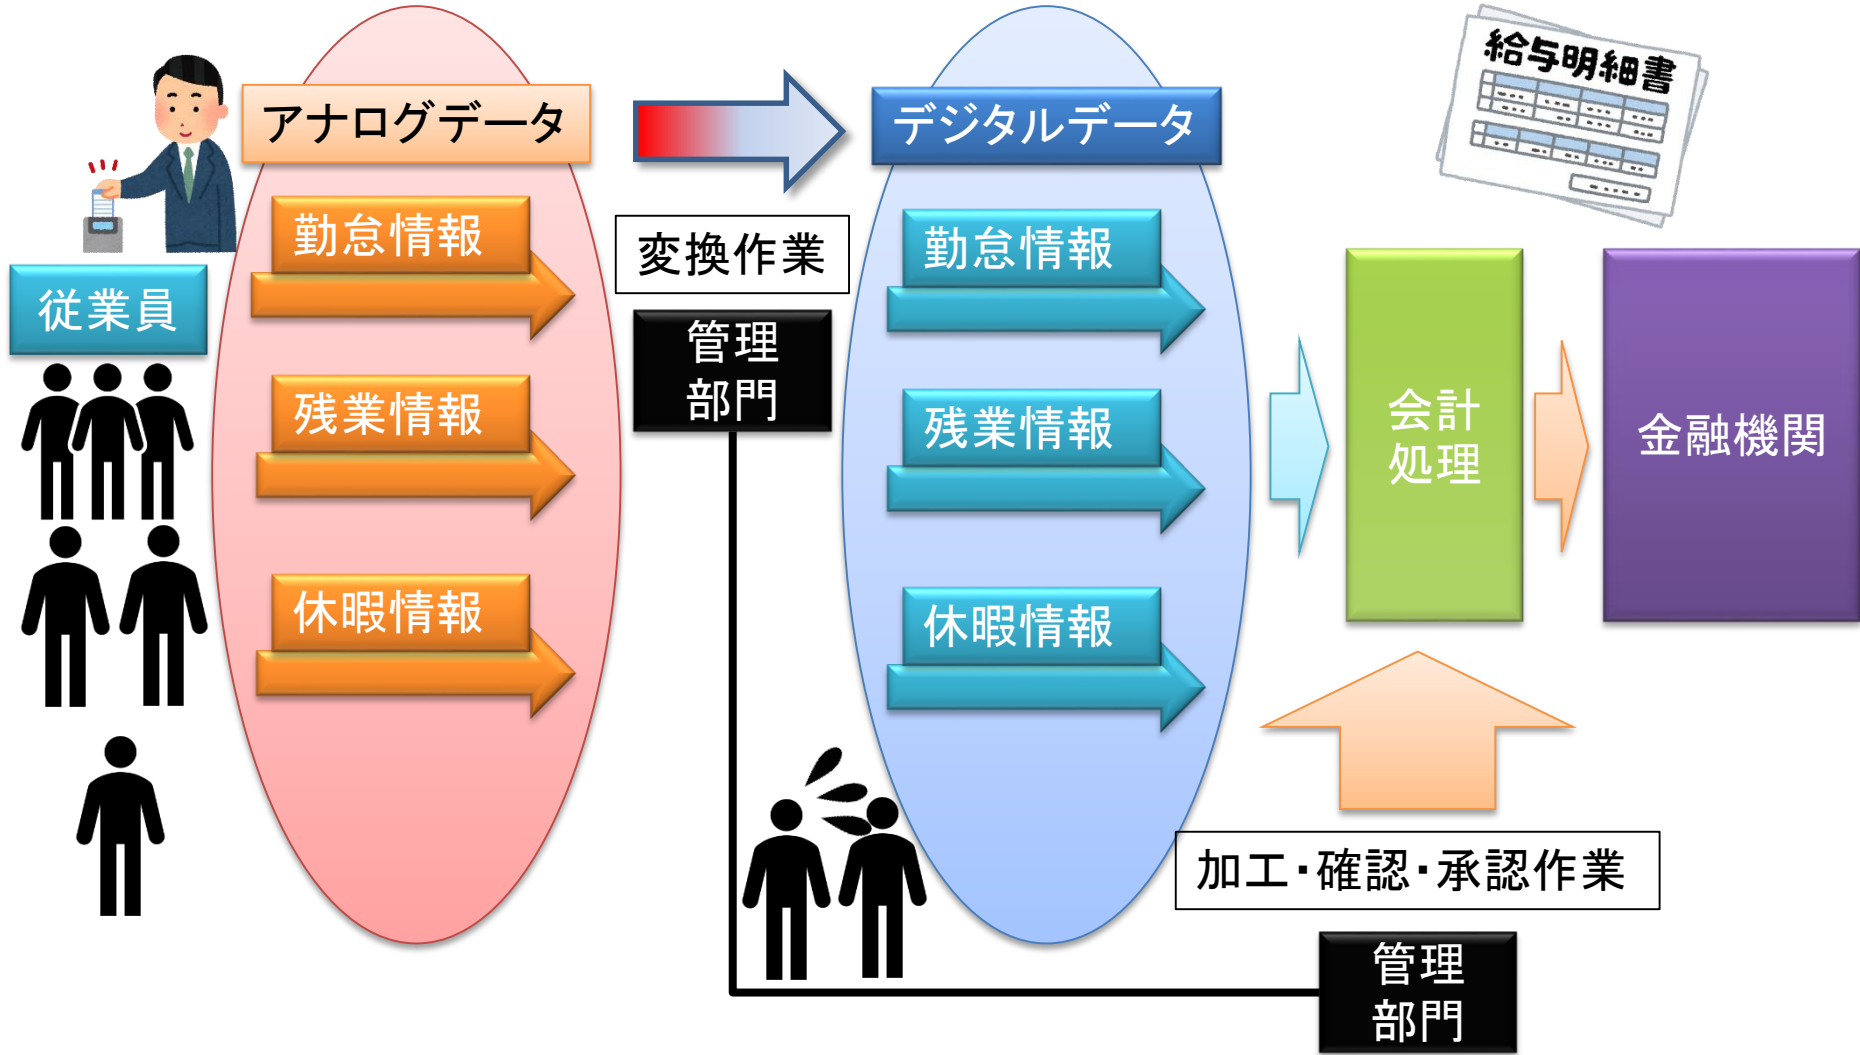 給与明細書
アナログデータ
デジタルデータ
勤怠情報
残業情報
休暇情報
従業員
変換作業
管理
部門
勤怠情報
残業情報
休暇情報
会計
処理
金融機関
加工・確認・承認作業
管理
部門